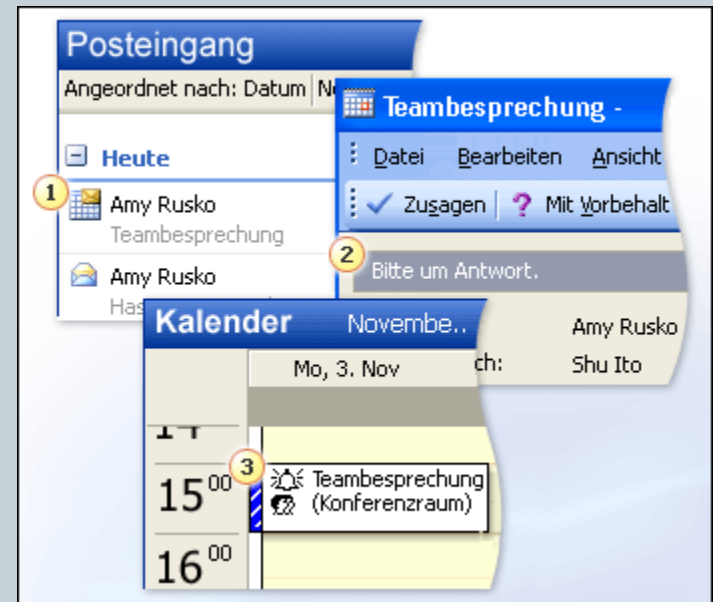 Posteingang
Angeordnet nach: Datum
Heute
1
Amy Rusko
Teambesprechung
Amy Rusko
Teambesprechung -
Datei Bearbeiten Ansicht
Zusagen ? Mit Vorbehalt
2
Bitte um Antwort.
Amy Rusko
ch: Shu Ito
Kalender Novembe..
Mo, 3. Nov
14
3
15 00 Teambesprechung
(Konferenzraum)
16 00